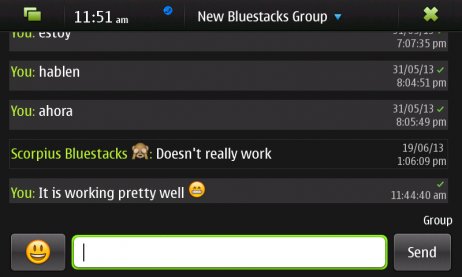 11:51 am New Bluestacks Group
You: estoy 31/05/13
7:07:35 pm
You: hablen 31/05/13
8:04:51 pm
You: ahora 31/05/13
8:05:49 pm
Scorpius Bluestacks 🙈: Doesn't really work 19/06/13
1:06:09 pm
You: It is working pretty well 😁
11:44:40 am
Group
Send